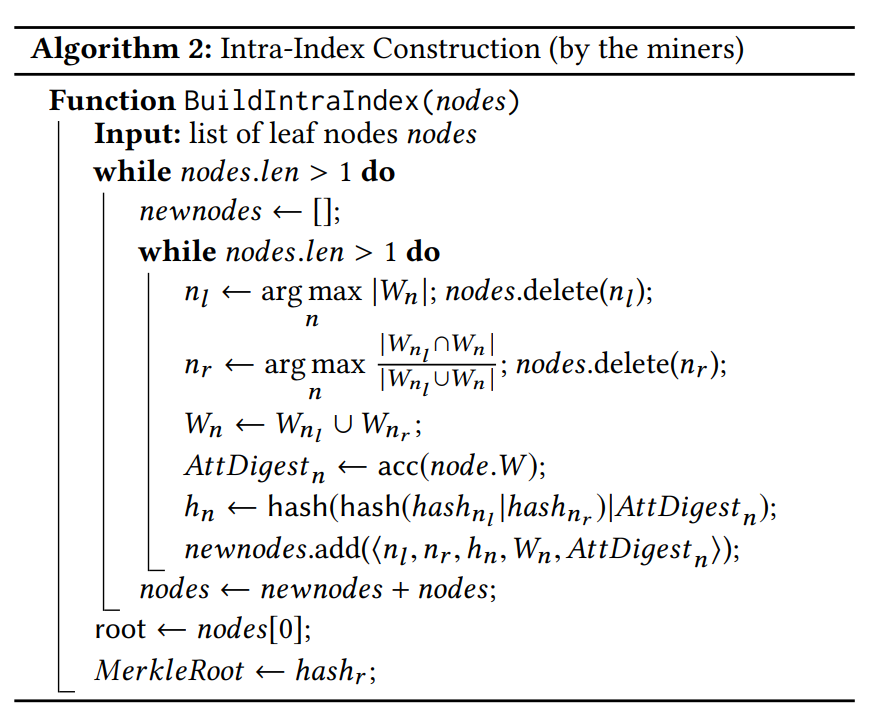 Algorithm 2: Intra-Index Construction (by the miners)
Function BuildIntraIndex(nodes)
Input: list of leaf nodes nodes
while nodes.len > 1 do
newnodes ← [];
while nodes.len > 1 do
n_l ← arg max_n |W_n|; nodes.delete(n_l);
n_r ← arg max_n |W_{n_l} ∩ W_n| / |W_{n_l} ∪ W_n|; nodes.delete(n_r);
W_n ← W_{n_l} ∪ W_{n_r};
AttDigest_n ← acc(node.W);
h_n ← hash(hash(hash_{n_l}|hash_{n_r})|AttDigest_n);
newnodes.add(⟨n_l, n_r, h_n, W_n, AttDigest_n⟩);
nodes ← newnodes + nodes;
root ← nodes[0];
MerkleRoot ← hash_r;